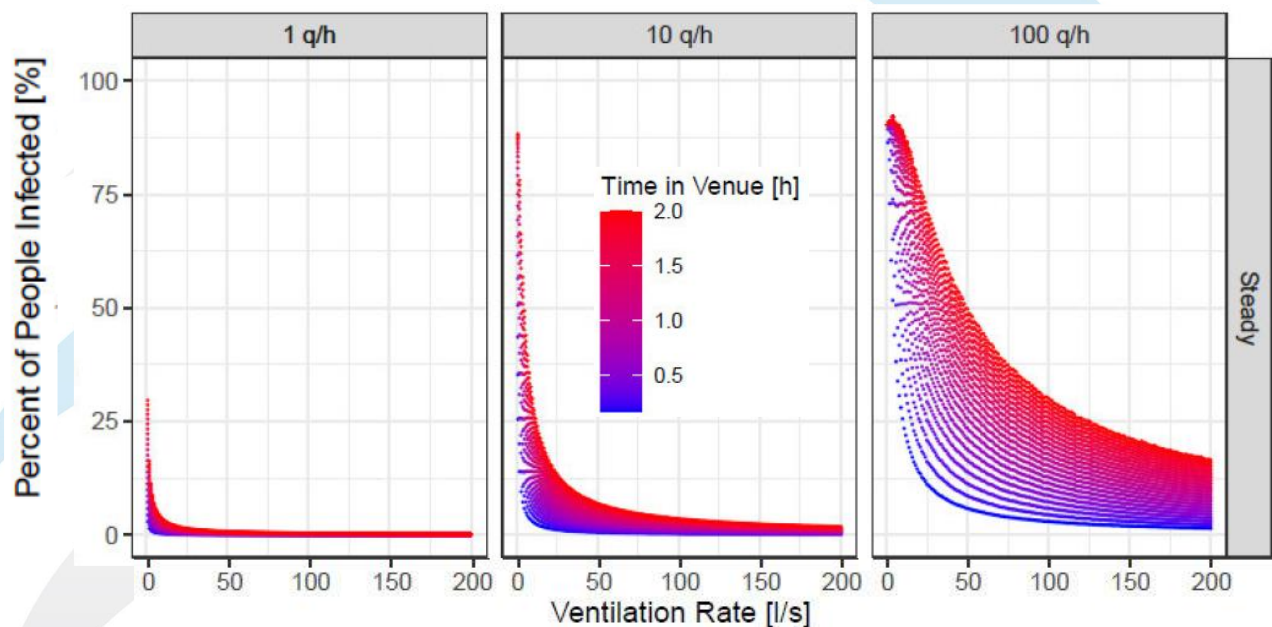 1 q/h
10 q/h
100 q/h
Percent of People Infected [%]
100
75
50
25
0
Time in Venue [h]
2.0
1.5
1.0
0.5
Steady
0 50 100 150 200
0 50 100 150 200
0 50 100 150 200
Ventilation Rate [l/s]